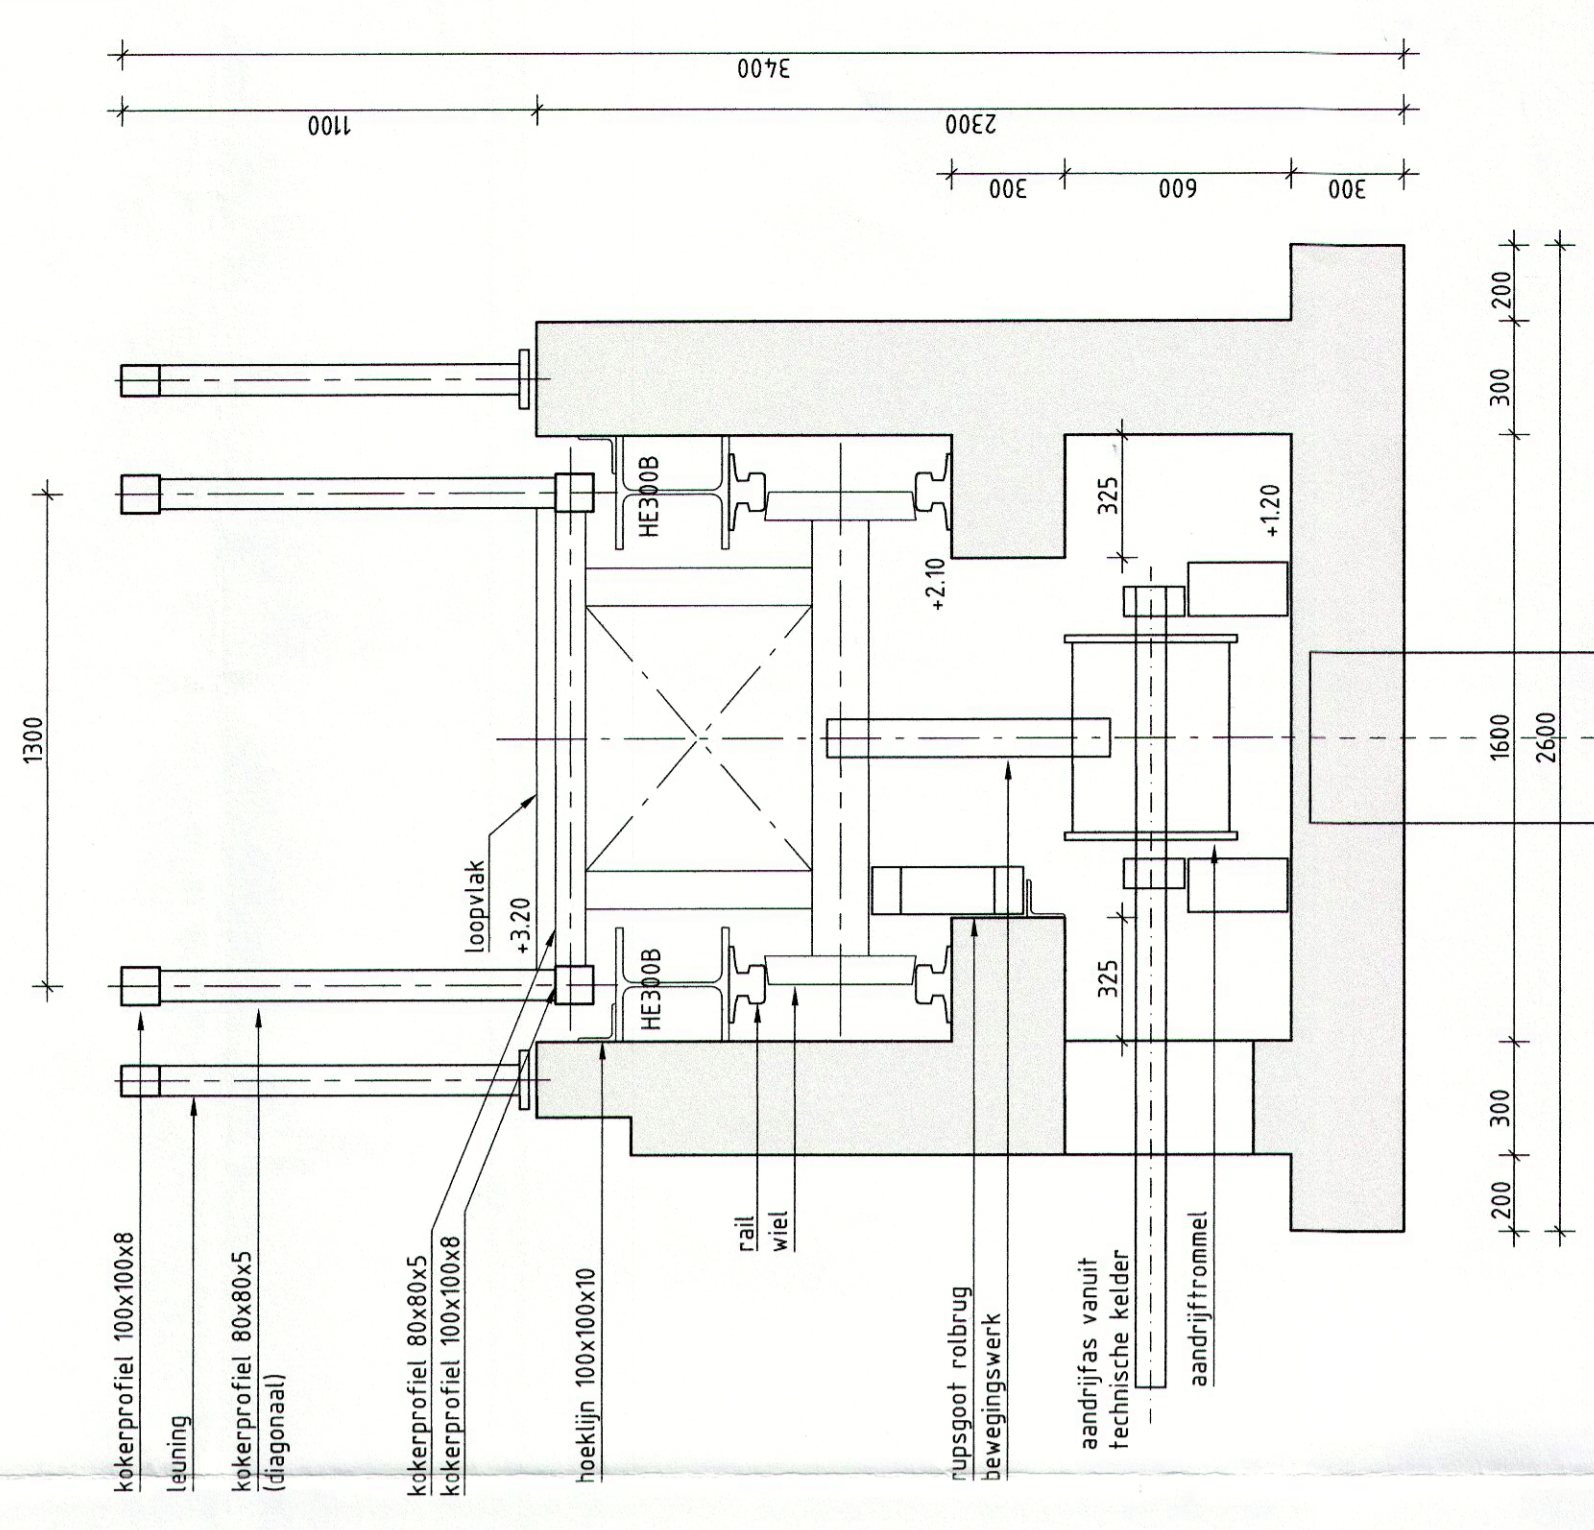 kokerprofiel 100x100x8
leuning
kokerprofiel 80x80x5
(diagonaal)
kokerprofiel 80x80x5
kokerprofiel 100x100x8
hoeklijn 100x100x10
rail
wiel
rupsgoot rolbrug
bewegingswerk
aandrijfas vanuit
technische kelder
aandrijftrommel
1300
loopvlak
+3.20
HE300B
HE300B
+2.10
+1.20
325
325
200
300
1600
300
200
2600
3400
1100
2300
300
600
300